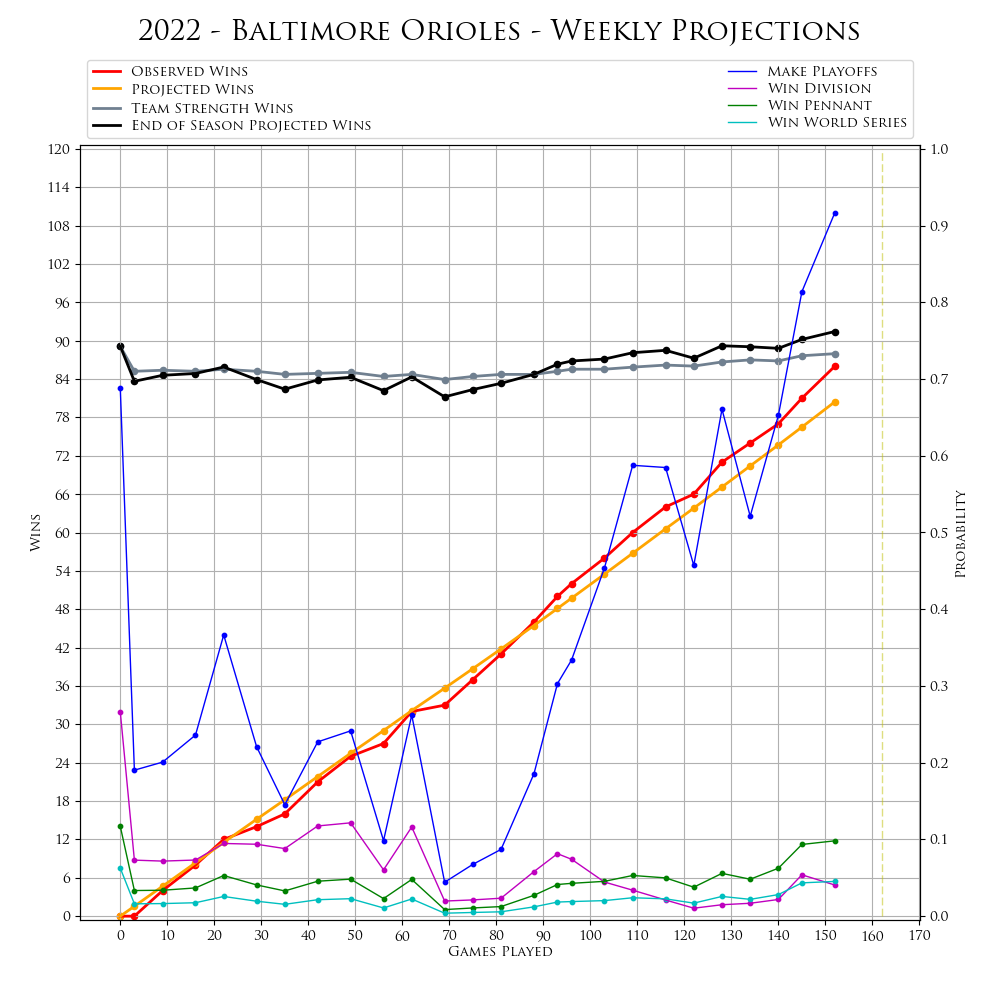 2022 - Baltimore Orioles - Weekly Projections
Observed Wins
Projected Wins
Team Strength Wins
End of Season Projected Wins
Make Playoffs
Win Division
Win Pennant
Win World Series
120
114
108
102
96
90
84
78
72
66
60
54
48
42
36
30
24
18
12
6
0
Wins
1.0
0.9
0.8
0.7
0.6
0.5
0.4
0.3
0.2
0.1
0.0
Probability
0 10 20 30 40 50 60 70 80 90 100 110 120 130 140 150 160 170
Games Played